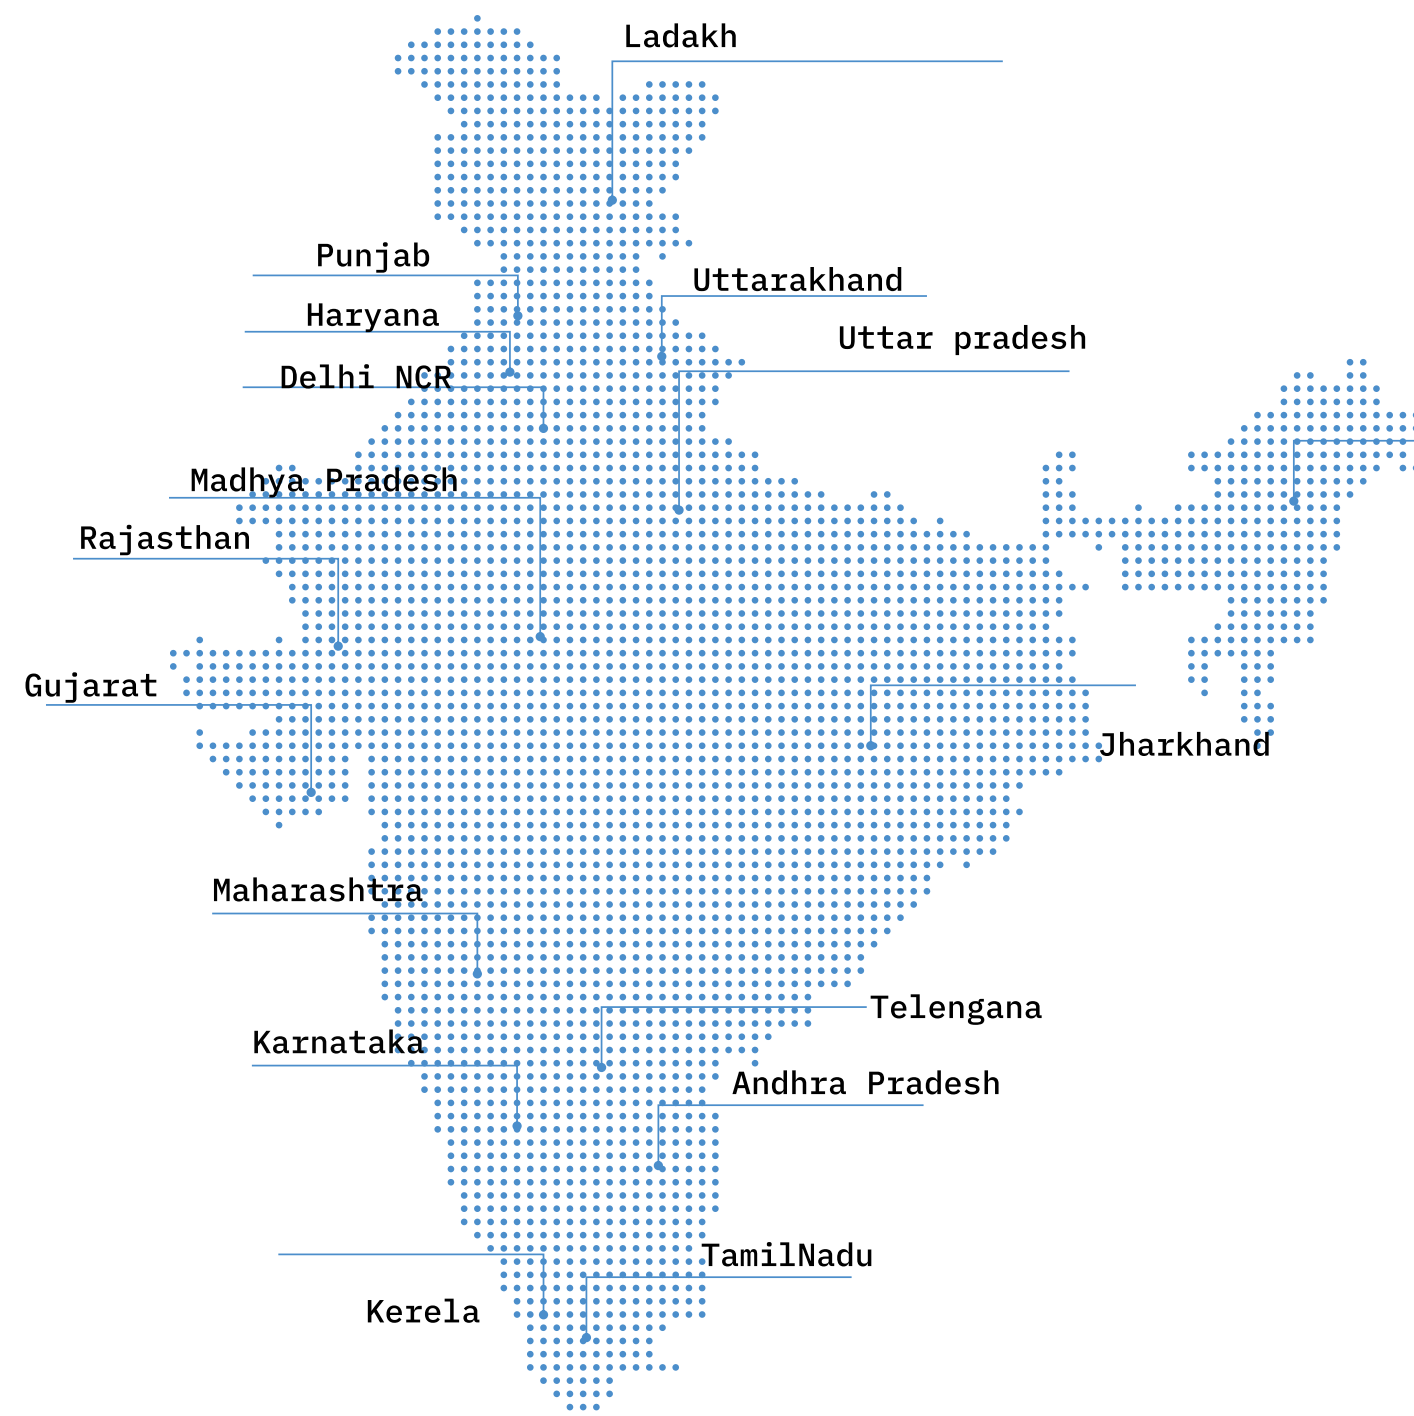 Ladakh
Punjab
Uttarakhand
Haryana
Uttar pradesh
Delhi NCR
Madhya Pradesh
Rajasthan
Gujarat
Jharkhand
Maharashtra
Telengana
Karnataka
Andhra Pradesh
TamilNadu
Kerela